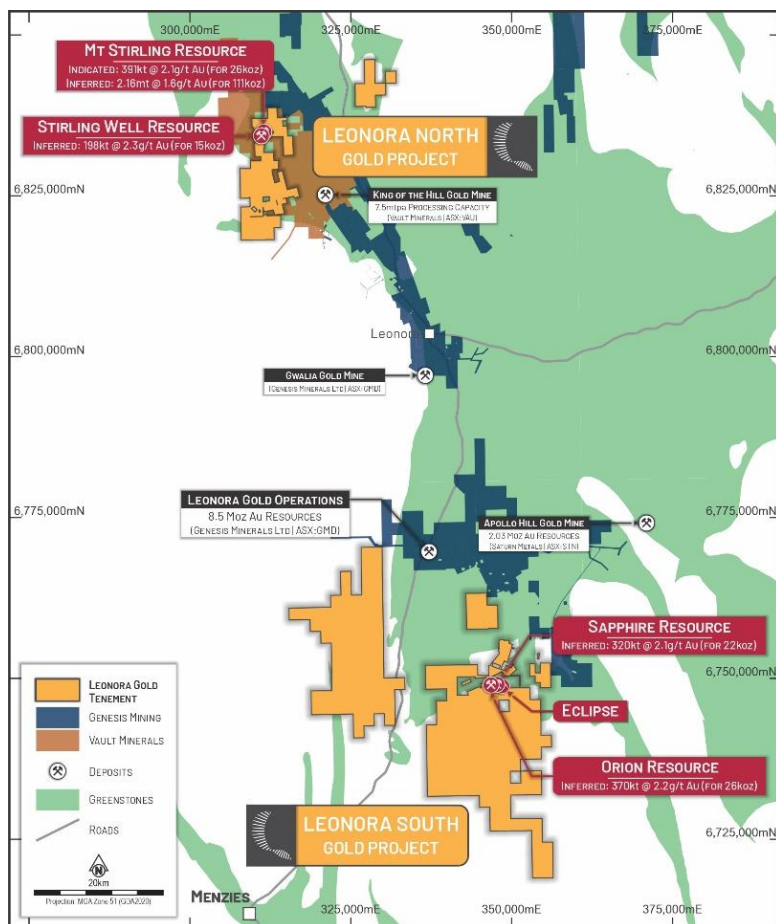 300,000mE
325,000mE
350,000mE
375,000mE
Mt Stirling Resource
Indicated: 391kt @ 2.1g/t Au (for 26koz)
Inferred: 2.16mt @ 1.6g/t Au (for 111koz)
Stirling Well Resource
Inferred: 198kt @ 2.3g/t Au (for 15koz)
Leonora North
Gold Project
6,825,000mN
6,825,000mN
King of the Hill Gold Mine
7.5mtpa Processing Capacity
(Vault Minerals | ASX:VAU)
Leonora
6,800,000mN
6,800,000mN
Gwalia Gold Mine
(Genesis Minerals Ltd | ASX:GMD)
6,775,000mN
6,775,000mN
Leonora Gold Operations
8.5 Moz Au Resources
(Genesis Minerals Ltd | ASX:GMD)
Apollo Hill Gold Mine
2.03 Moz Au Resources
(Saturn Metals | ASX:STN)
Sapphire Resource
Inferred: 320kt @ 2.1g/t Au (for 22koz)
6,750,000mN
Eclipse
Orion Resource
Inferred: 370kt @ 2.2g/t Au (for 26koz)
Leonora Gold
Tenement
Genesis Mining
Vault Minerals
Deposits
Greenstones
Roads
N
20km
Projection: MGA Zone 51 (GDA2020)
Leonora South
Gold Project
6,725,000mN
Menzies
325,000mE
350,000mE
375,000mE